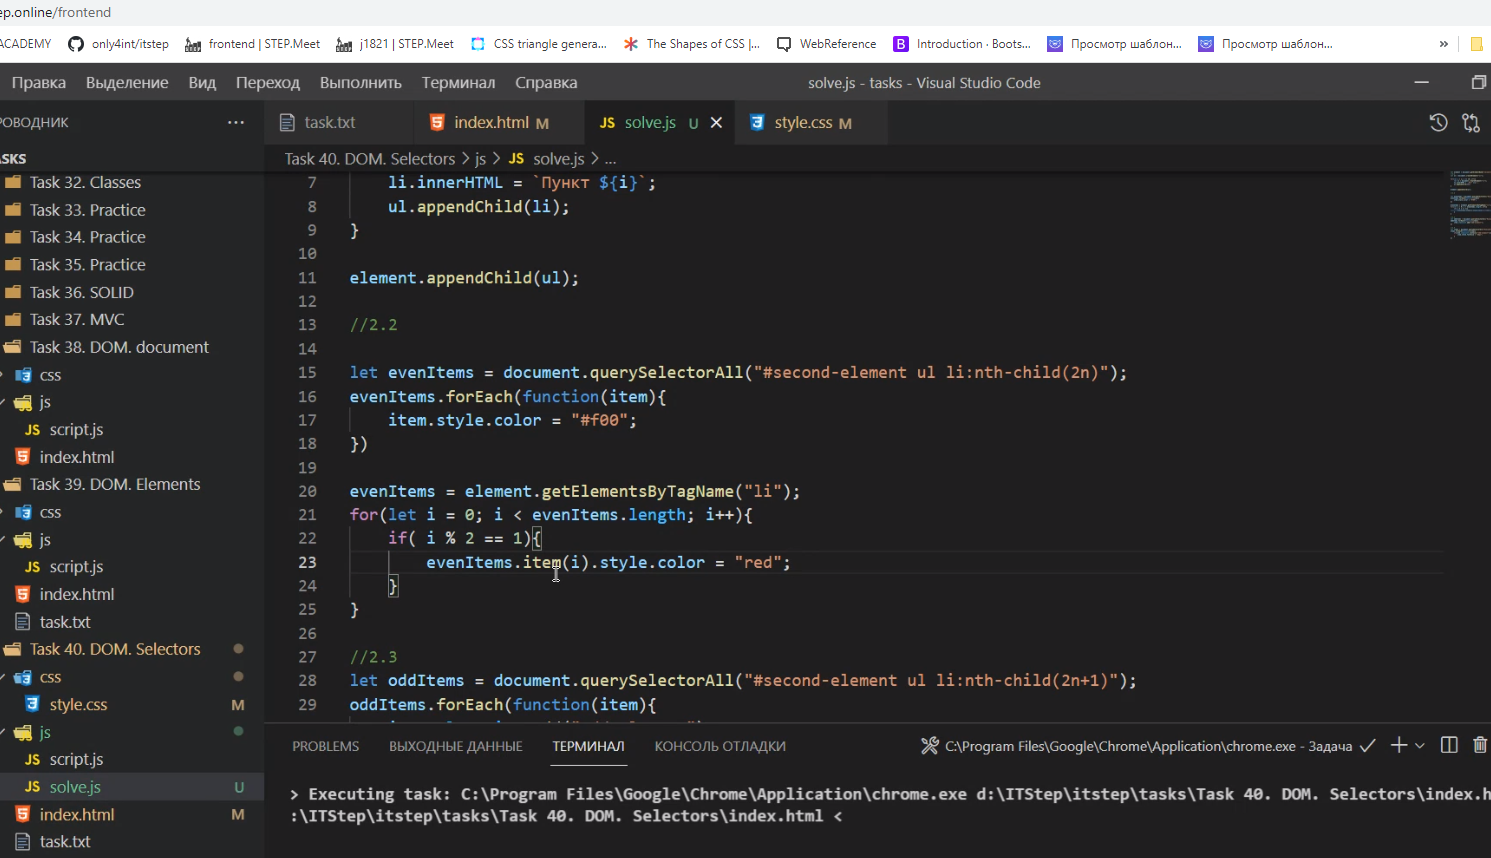 ep.online/frontend
ACADEMY only4int/itstep frontend | STEP.Meet j1821 | STEP.Meet CSS triangle genera... The Shapes of CSS |... WebReference B Introduction · Boots... Просмотр шаблон... Просмотр шаблон... »
Правка Выделение Вид Переход Выполнить Терминал Справка solve.js - tasks - Visual Studio Code
РОВОДНИК ...
task.txt index.html M JS solve.js U style.css M
ASKS
Task 40. DOM. Selectors > js > JS solve.js > ...
Task 32. Classes
Task 33. Practice
Task 34. Practice
Task 35. Practice
Task 36. SOLID
Task 37. MVC
Task 38. DOM. document
css
js
JS script.js
index.html
Task 39. DOM. Elements
css
js
JS script.js
index.html
task.txt
Task 40. DOM. Selectors
css
style.css M
js
JS script.js
JS solve.js U
index.html M
task.txt
7 li.innerHTML = `Пункт ${i}`;
8 ul.appendChild(li);
9 }
10
11 element.appendChild(ul);
12
13 //2.2
14
15 let evenItems = document.querySelectorAll("#second-element ul li:nth-child(2n)");
16 evenItems.forEach(function(item){
17 item.style.color = "#f00";
18 })
19
20 evenItems = element.getElementsByTagName("li");
21 for(let i = 0; i < evenItems.length; i++){
22 if( i % 2 == 1){
23 evenItems.item(i).style.color = "red";
24 }
25 }
26
27 //2.3
28 let oddItems = document.querySelectorAll("#second-element ul li:nth-child(2n+1)");
29 oddItems.forEach(function(item){
PROBLEMS ВЫХОДНЫЕ ДАННЫЕ ТЕРМИНАЛ КОНСОЛЬ ОТЛАДКИ C:\Program Files\Google\Chrome\Application\chrome.exe - Задача
> Executing task: C:\Program Files\Google\Chrome\Application\chrome.exe d:\ITStep\itstep\tasks\Task 40. DOM. Selectors\index.h
:\ITStep\itstep\tasks\Task 40. DOM. Selectors\index.html <